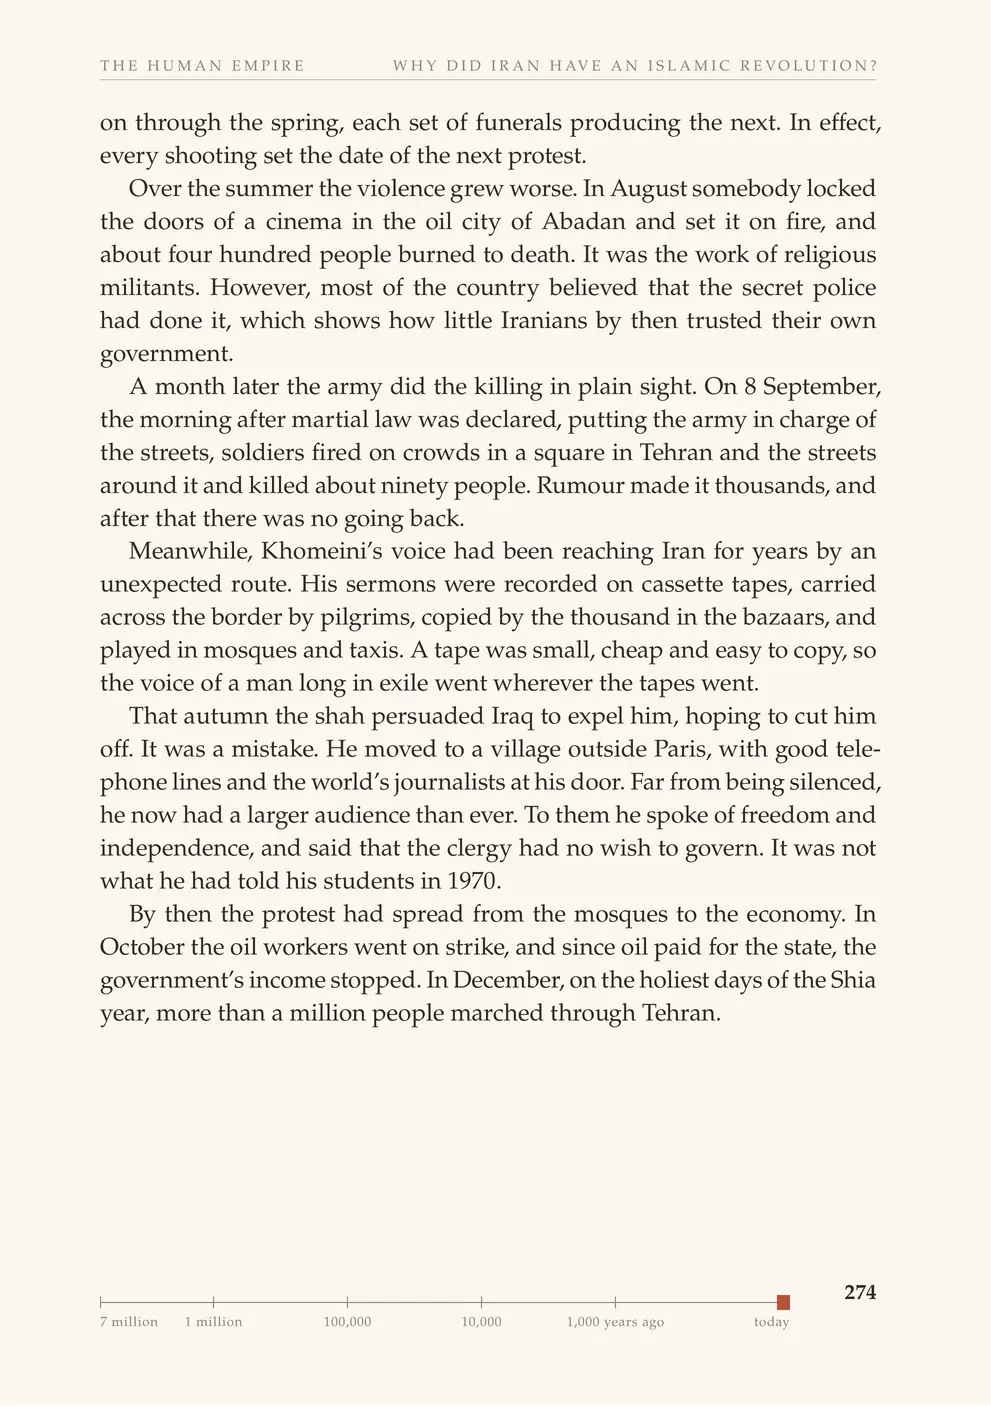 THE HUMAN EMPIRE WHY DID IRAN HAVE AN ISLAMIC REVOLUTION?
on through the spring, each set of funerals producing the next. In effect,
every shooting set the date of the next protest.
Over the summer the violence grew worse. In August somebody locked
the doors of a cinema in the oil city of Abadan and set it on fire, and
about four hundred people burned to death. It was the work of religious
militants. However, most of the country believed that the secret police
had done it, which shows how little Iranians by then trusted their own
government.
A month later the army did the killing in plain sight. On 8 September,
the morning after martial law was declared, putting the army in charge of
the streets, soldiers fired on crowds in a square in Tehran and the streets
around it and killed about ninety people. Rumour made it thousands, and
after that there was no going back.
Meanwhile, Khomeini’s voice had been reaching Iran for years by an
unexpected route. His sermons were recorded on cassette tapes, carried
across the border by pilgrims, copied by the thousand in the bazaars, and
played in mosques and taxis. A tape was small, cheap and easy to copy, so
the voice of a man long in exile went wherever the tapes went.
That autumn the shah persuaded Iraq to expel him, hoping to cut him
off. It was a mistake. He moved to a village outside Paris, with good tele-
phone lines and the world’s journalists at his door. Far from being silenced,
he now had a larger audience than ever. To them he spoke of freedom and
independence, and said that the clergy had no wish to govern. It was not
what he had told his students in 1970.
By then the protest had spread from the mosques to the economy. In
October the oil workers went on strike, and since oil paid for the state, the
government’s income stopped. In December, on the holiest days of the Shia
year, more than a million people marched through Tehran.
274
7 million 1 million 100,000 10,000 1,000 years ago today